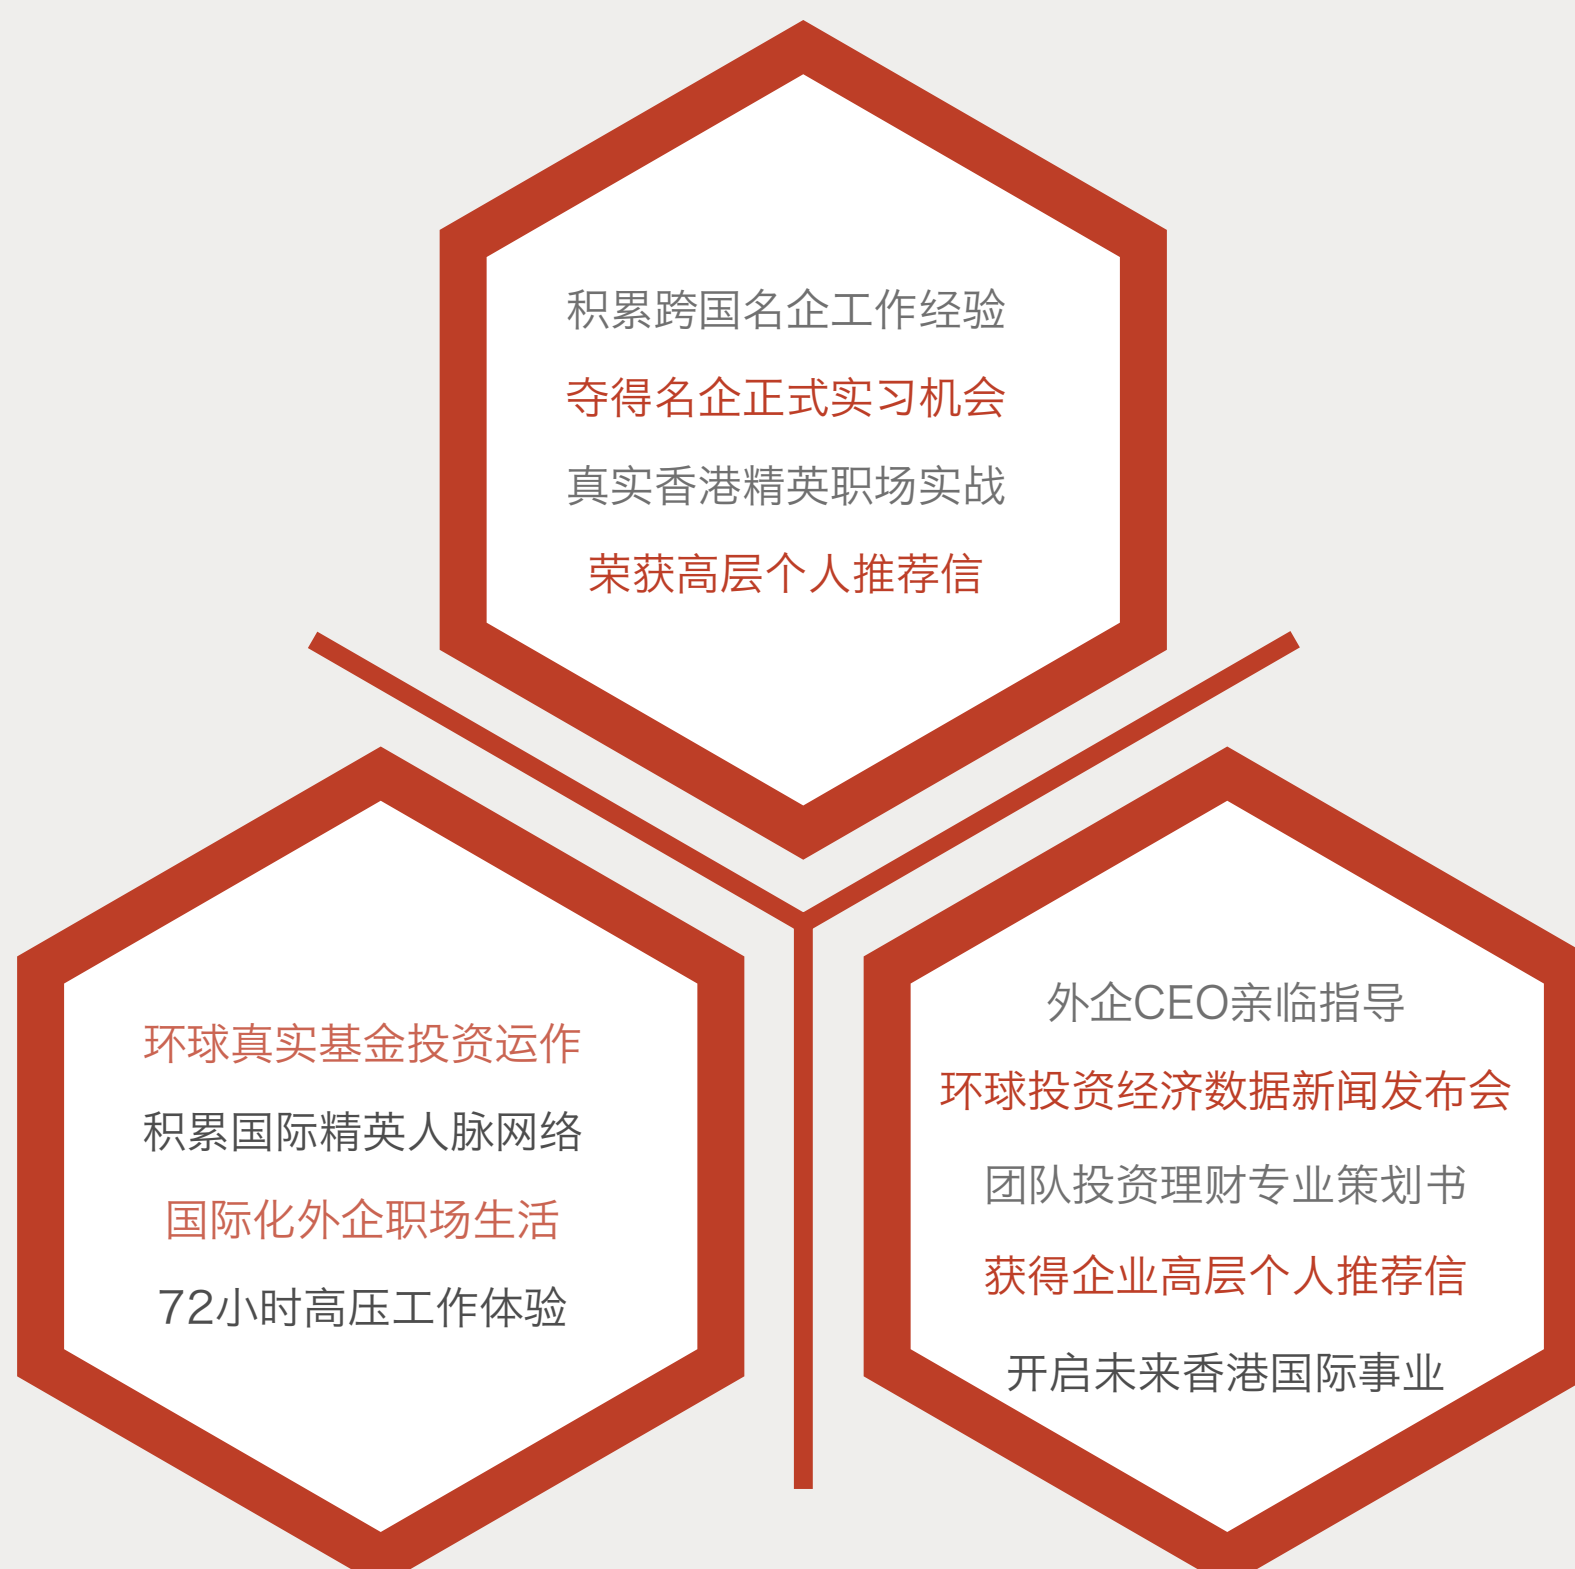 积累跨国名企工作经验
夺得名企正式实习机会
真实香港精英职场实战
荣获高层个人推荐信
环球真实基金投资运作
积累国际精英人脉网络
国际化外企职场生活
72小时高压工作体验
外企CEO亲临指导
环球投资经济数据新闻发布会
团队投资理财专业策划书
获得企业高层个人推荐信
开启未来香港国际事业